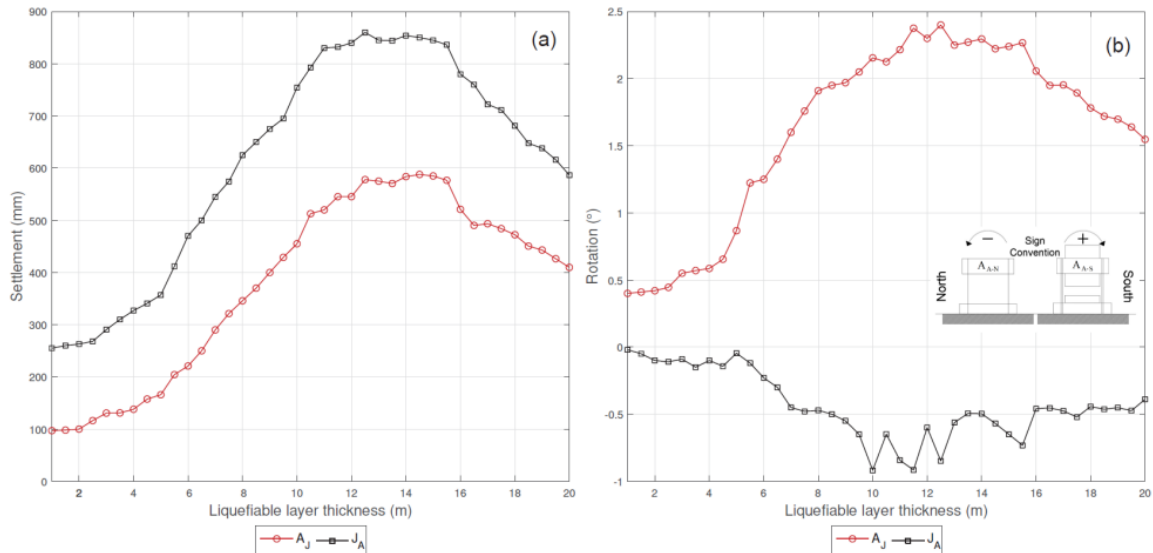 (a)
900
800
700
600
500
400
300
200
100
0
Settlement (mm)
2 4 6 8 10 12 14 16 18 20
Liquefiable layer thickness (m)
A_J J_A
(b)
2.5
2
1.5
1
0.5
0
-0.5
-1
Rotation (°)
− Sign Convention +
A_A-N A_A-S
North
South
2 4 6 8 10 12 14 16 18 20
Liquefiable layer thickness (m)
A_J J_A